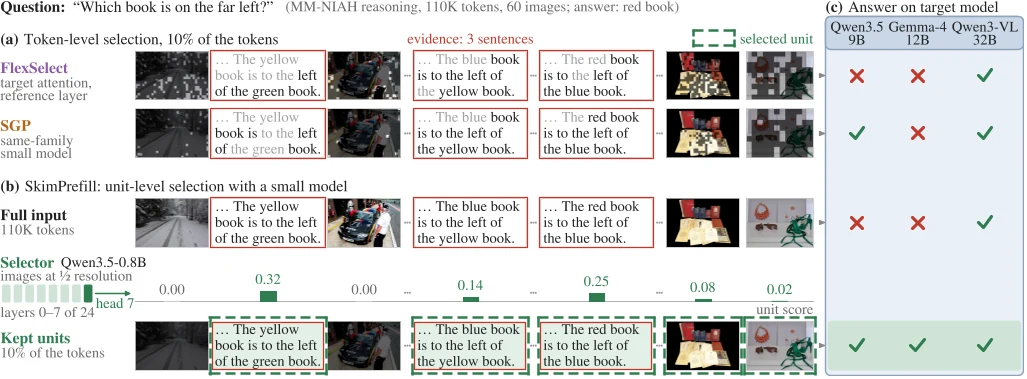 Question: “Which book is on the far left?” (MM-NIAH reasoning, 110K tokens, 60 images; answer: red book)
(c) Answer on target model
Qwen3.5 Gemma-4 Qwen3-VL
9B 12B 32B
(a) Token-level selection, 10% of the tokens
evidence: 3 sentences
selected unit
FlexSelect
target attention,
reference layer
… The yellow
book is to the left
of the green book.
… The blue book
is to the left of
the yellow book.
… The red book
is to the left of
the blue book.
SGP
same-family
small model
… The yellow
book is to the left
of the green book.
… The blue book
is to the left of
the yellow book.
… The red book
is to the left of
the blue book.
(b) SkimPrefill: unit-level selection with a small model
Full input
110K tokens
… The yellow
book is to the left
of the green book.
… The blue book
is to the left of
the yellow book.
… The red book
is to the left of
the blue book.
Selector Qwen3.5-0.8B
images at ½ resolution
head 7
layers 0–7 of 24
0.00 0.32 0.00 0.14 0.25 0.08 0.02
unit score
Kept units
10% of the tokens
… The yellow
book is to the left
of the green book.
… The blue book
is to the left of
the yellow book.
… The red book
is to the left of
the blue book.